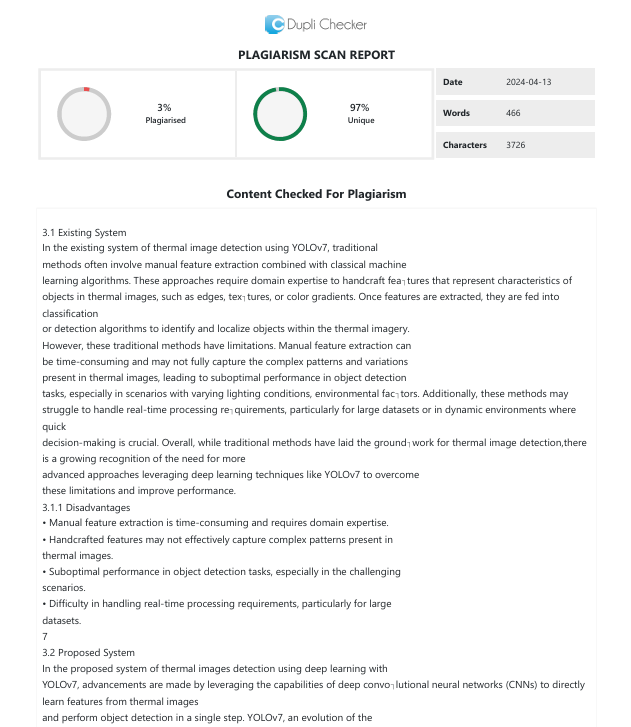 Dupli Checker
PLAGIARISM SCAN REPORT
3%
Plagiarised
97%
Unique
Date 2024-04-13
Words 466
Characters 3726
Content Checked For Plagiarism
3.1 Existing System
In the existing system of thermal image detection using YOLOv7, traditional
methods often involve manual feature extraction combined with classical machine
learning algorithms. These approaches require domain expertise to handcraft fea¬tures that represent characteristics of
objects in thermal images, such as edges, tex¬tures, or color gradients. Once features are extracted, they are fed into
classification
or detection algorithms to identify and localize objects within the thermal imagery.
However, these traditional methods have limitations. Manual feature extraction can
be time-consuming and may not fully capture the complex patterns and variations
present in thermal images, leading to suboptimal performance in object detection
tasks, especially in scenarios with varying lighting conditions, environmental fac¬tors. Additionally, these methods may
struggle to handle real-time processing re¬quirements, particularly for large datasets or in dynamic environments where
quick
decision-making is crucial. Overall, while traditional methods have laid the ground¬work for thermal image detection,there
is a growing recognition of the need for more
advanced approaches leveraging deep learning techniques like YOLOv7 to overcome
these limitations and improve performance.
3.1.1 Disadvantages
• Manual feature extraction is time-consuming and requires domain expertise.
• Handcrafted features may not effectively capture complex patterns present in
thermal images.
• Suboptimal performance in object detection tasks, especially in the challenging
scenarios.
• Difficulty in handling real-time processing requirements, particularly for large
datasets.
7
3.2 Proposed System
In the proposed system of thermal images detection using deep learning with
YOLOv7, advancements are made by leveraging the capabilities of deep convo¬lutional neural networks (CNNs) to directly
learn features from thermal images
and perform object detection in a single step. YOLOv7, an evolution of the